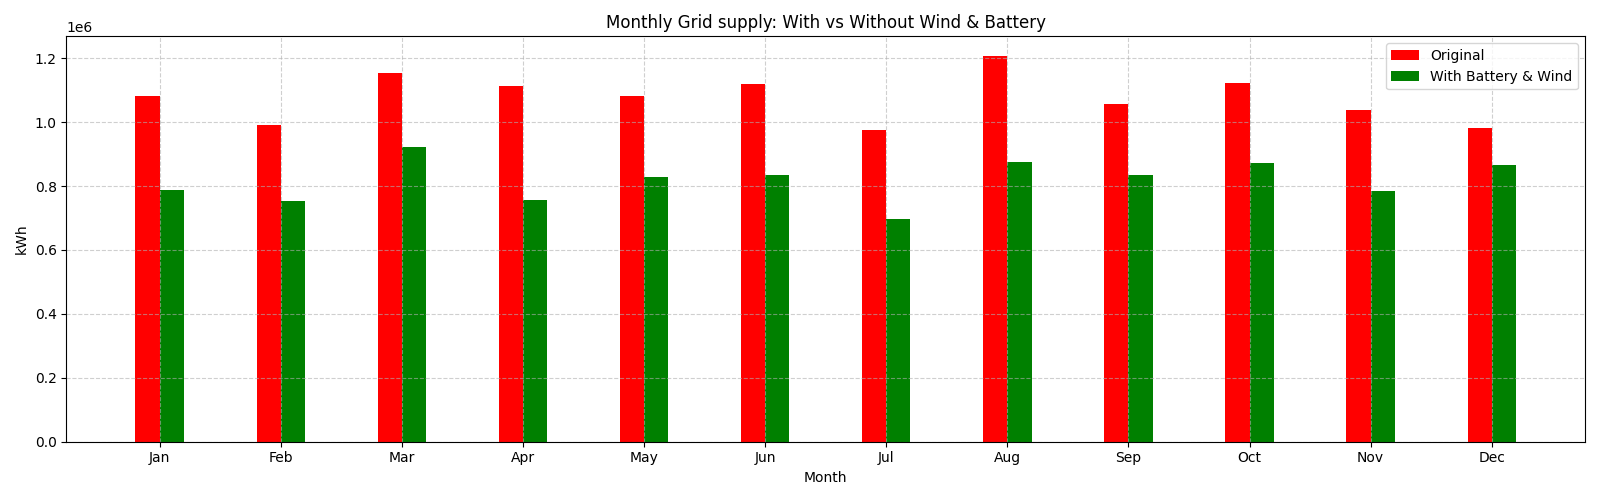 Monthly Grid supply: With vs Without Wind & Battery
1e6
Original
With Battery & Wind
1.2
1.0
0.8
0.6
0.4
0.2
0.0
kWh
Jan Feb Mar Apr May Jun Jul Aug Sep Oct Nov Dec
Month